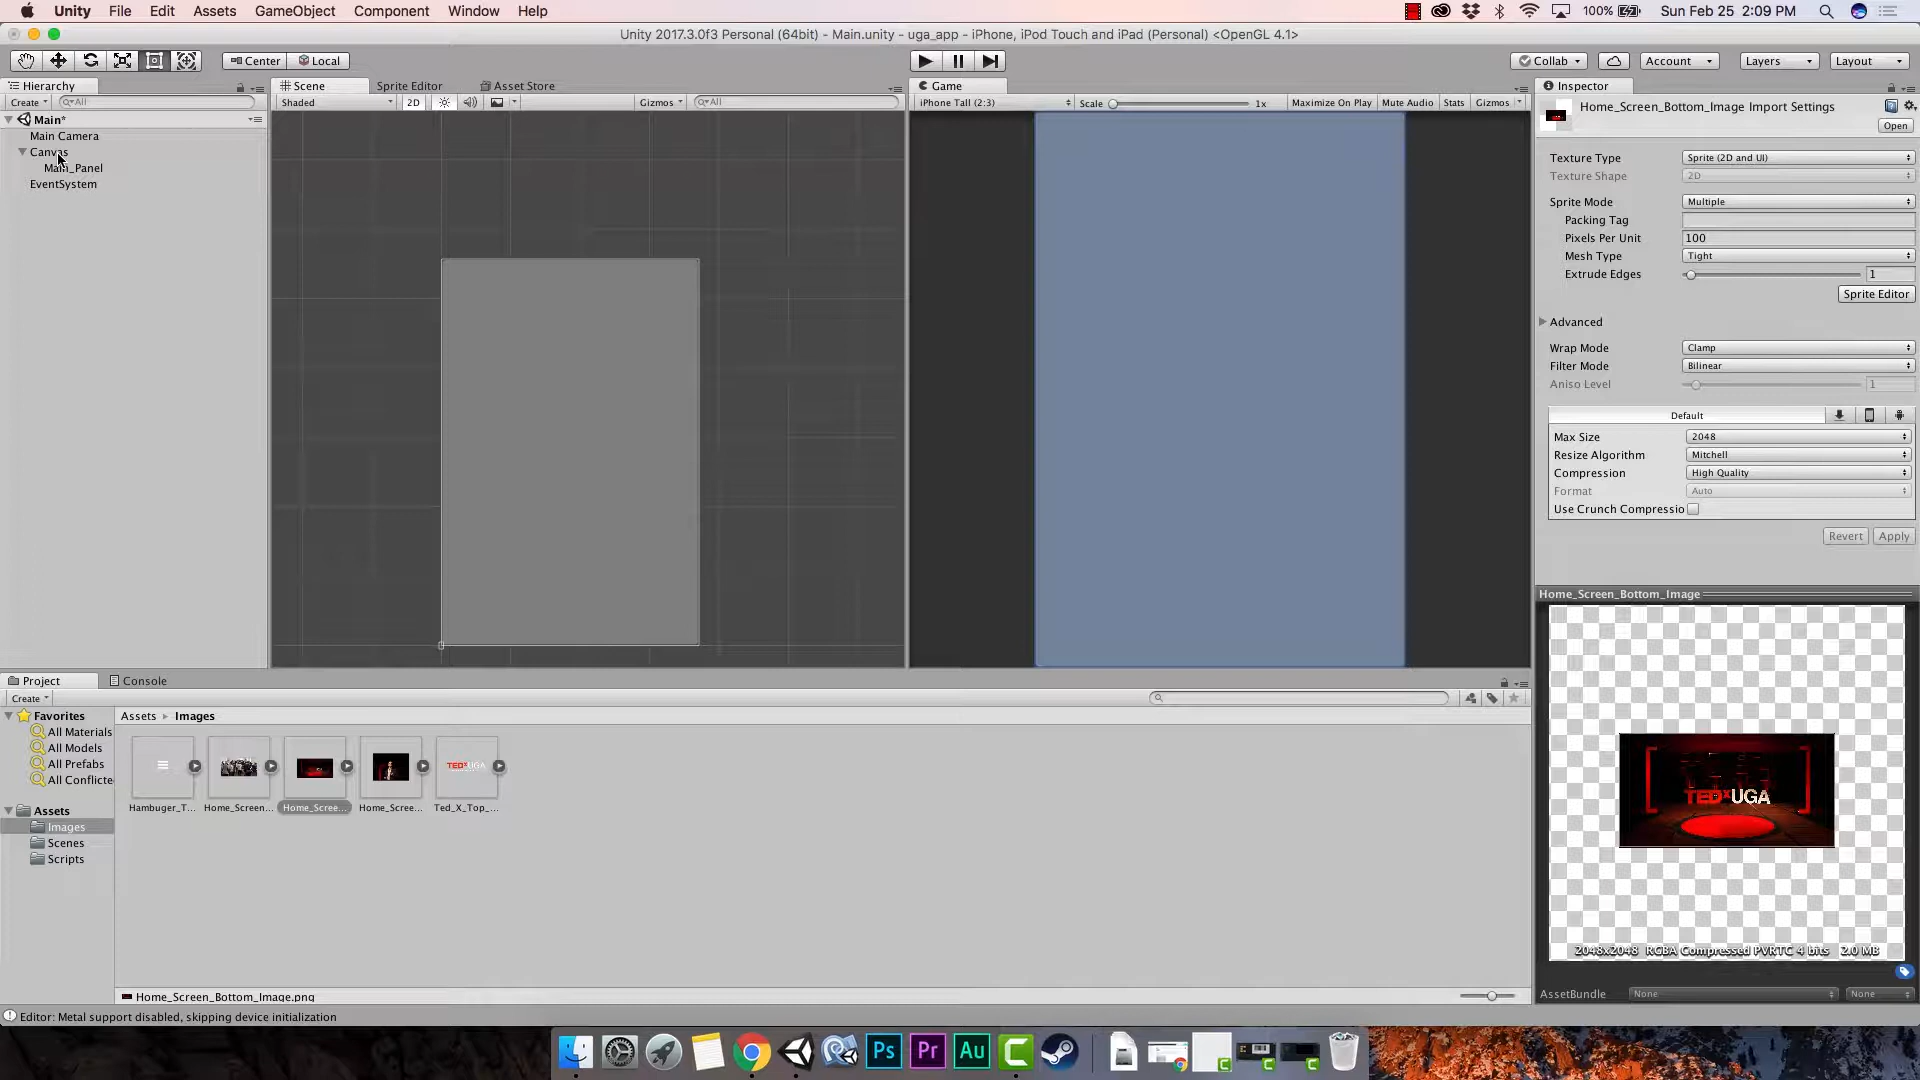 Unity File Edit Assets GameObject Component Window Help 100% Sun Feb 25 2:09 PM
Unity 2017.3.0f3 Personal (64bit) - Main.unity - uga_app - iPhone, iPod Touch and iPad (Personal) <OpenGL 4.1>
Center Local Collab Account Layers Layout
Hierarchy Scene Sprite Editor Asset Store Game Inspector
Create All Shaded 2D Gizmos All iPhone Tall (2:3) Scale 1x Maximize On Play Mute Audio Stats Gizmos
Home_Screen_Bottom_Image Import Settings
Open
Main*
Main Camera
Canvas
Main_Panel
EventSystem
Texture Type Sprite (2D and UI)
Texture Shape 2D
Sprite Mode Multiple
Packing Tag
Pixels Per Unit 100
Mesh Type Tight
Extrude Edges 1
Sprite Editor
Advanced
Wrap Mode Clamp
Filter Mode Bilinear
Aniso Level 1
Default
Max Size 2048
Resize Algorithm Mitchell
Compression High Quality
Format Auto
Use Crunch Compressio
Revert Apply
Home_Screen_Bottom_Image
TEDxUGA
2048x2048 RGBA Compressed PVRTC 4 bits 2.0 MB
AssetBundle None None
Project Console
Create
Favorites
All Materials
All Models
All Prefabs
All Conflicte
Assets
Images
Scenes
Scripts
Assets Images
TEDxUGA
Hambuger_T... Home_Screen... Home_Scree... Home_Scree... Ted_X_Top_...
Home_Screen_Bottom_Image.png
Editor: Metal support disabled, skipping device initialization
Ps Pr Au